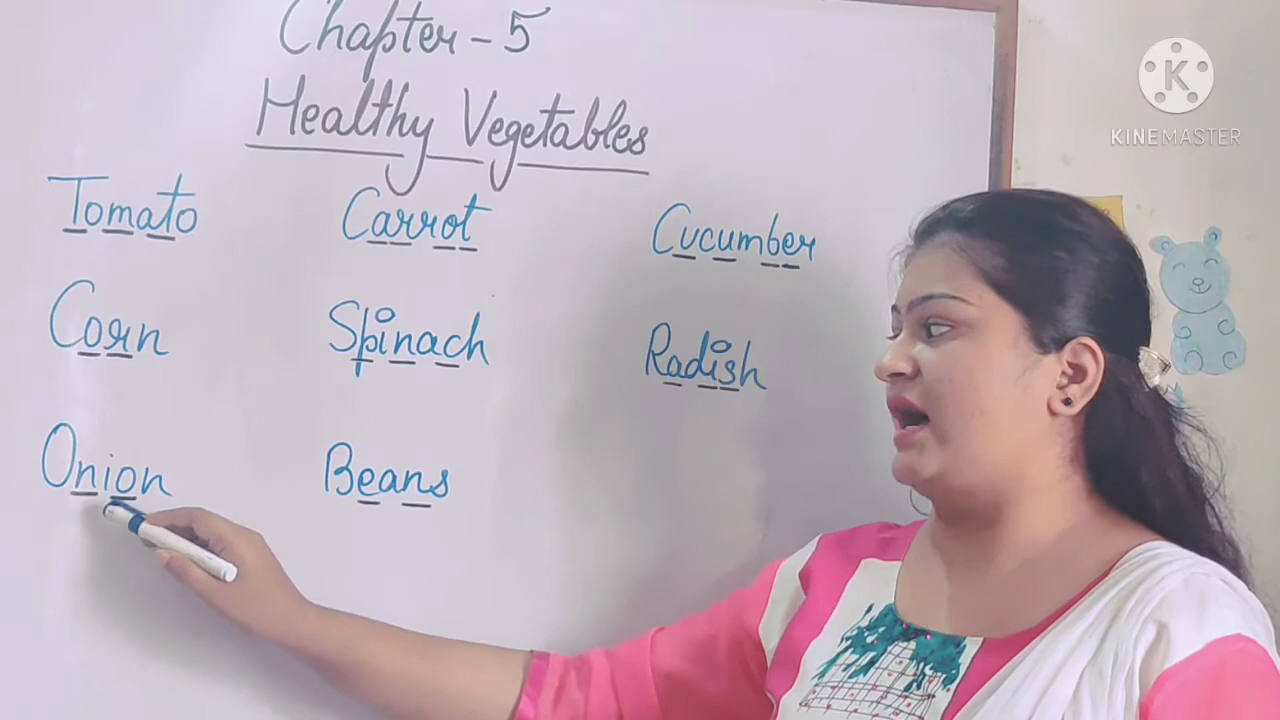 Chapter - 5
Healthy Vegetables
Tomato Carrot Cucumber
Corn Spinach Radish
Onion Beans
K
KINEMASTER